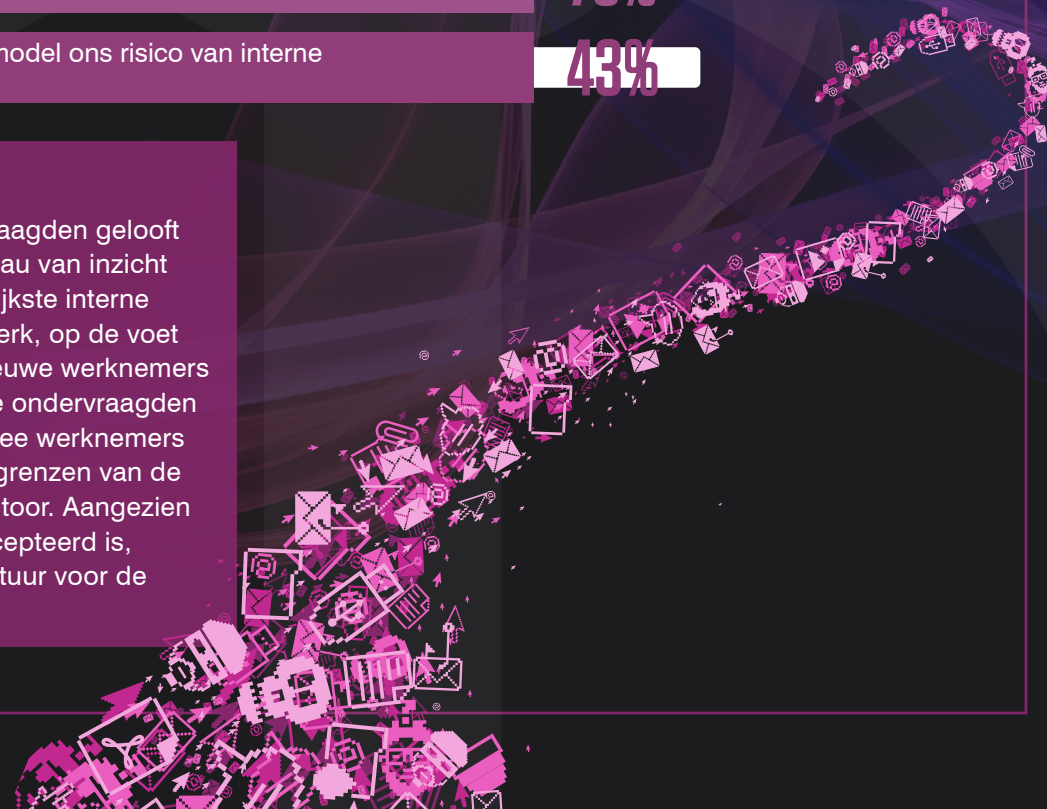 model ons risico van interne
43%
aagden gelooft
au van inzicht
ijkste interne
erk, op de voet
euwe werknemers
e ondervraagden
ee werknemers
grenzen van de
toor. Aangezien
cepteerd is,
tuur voor de